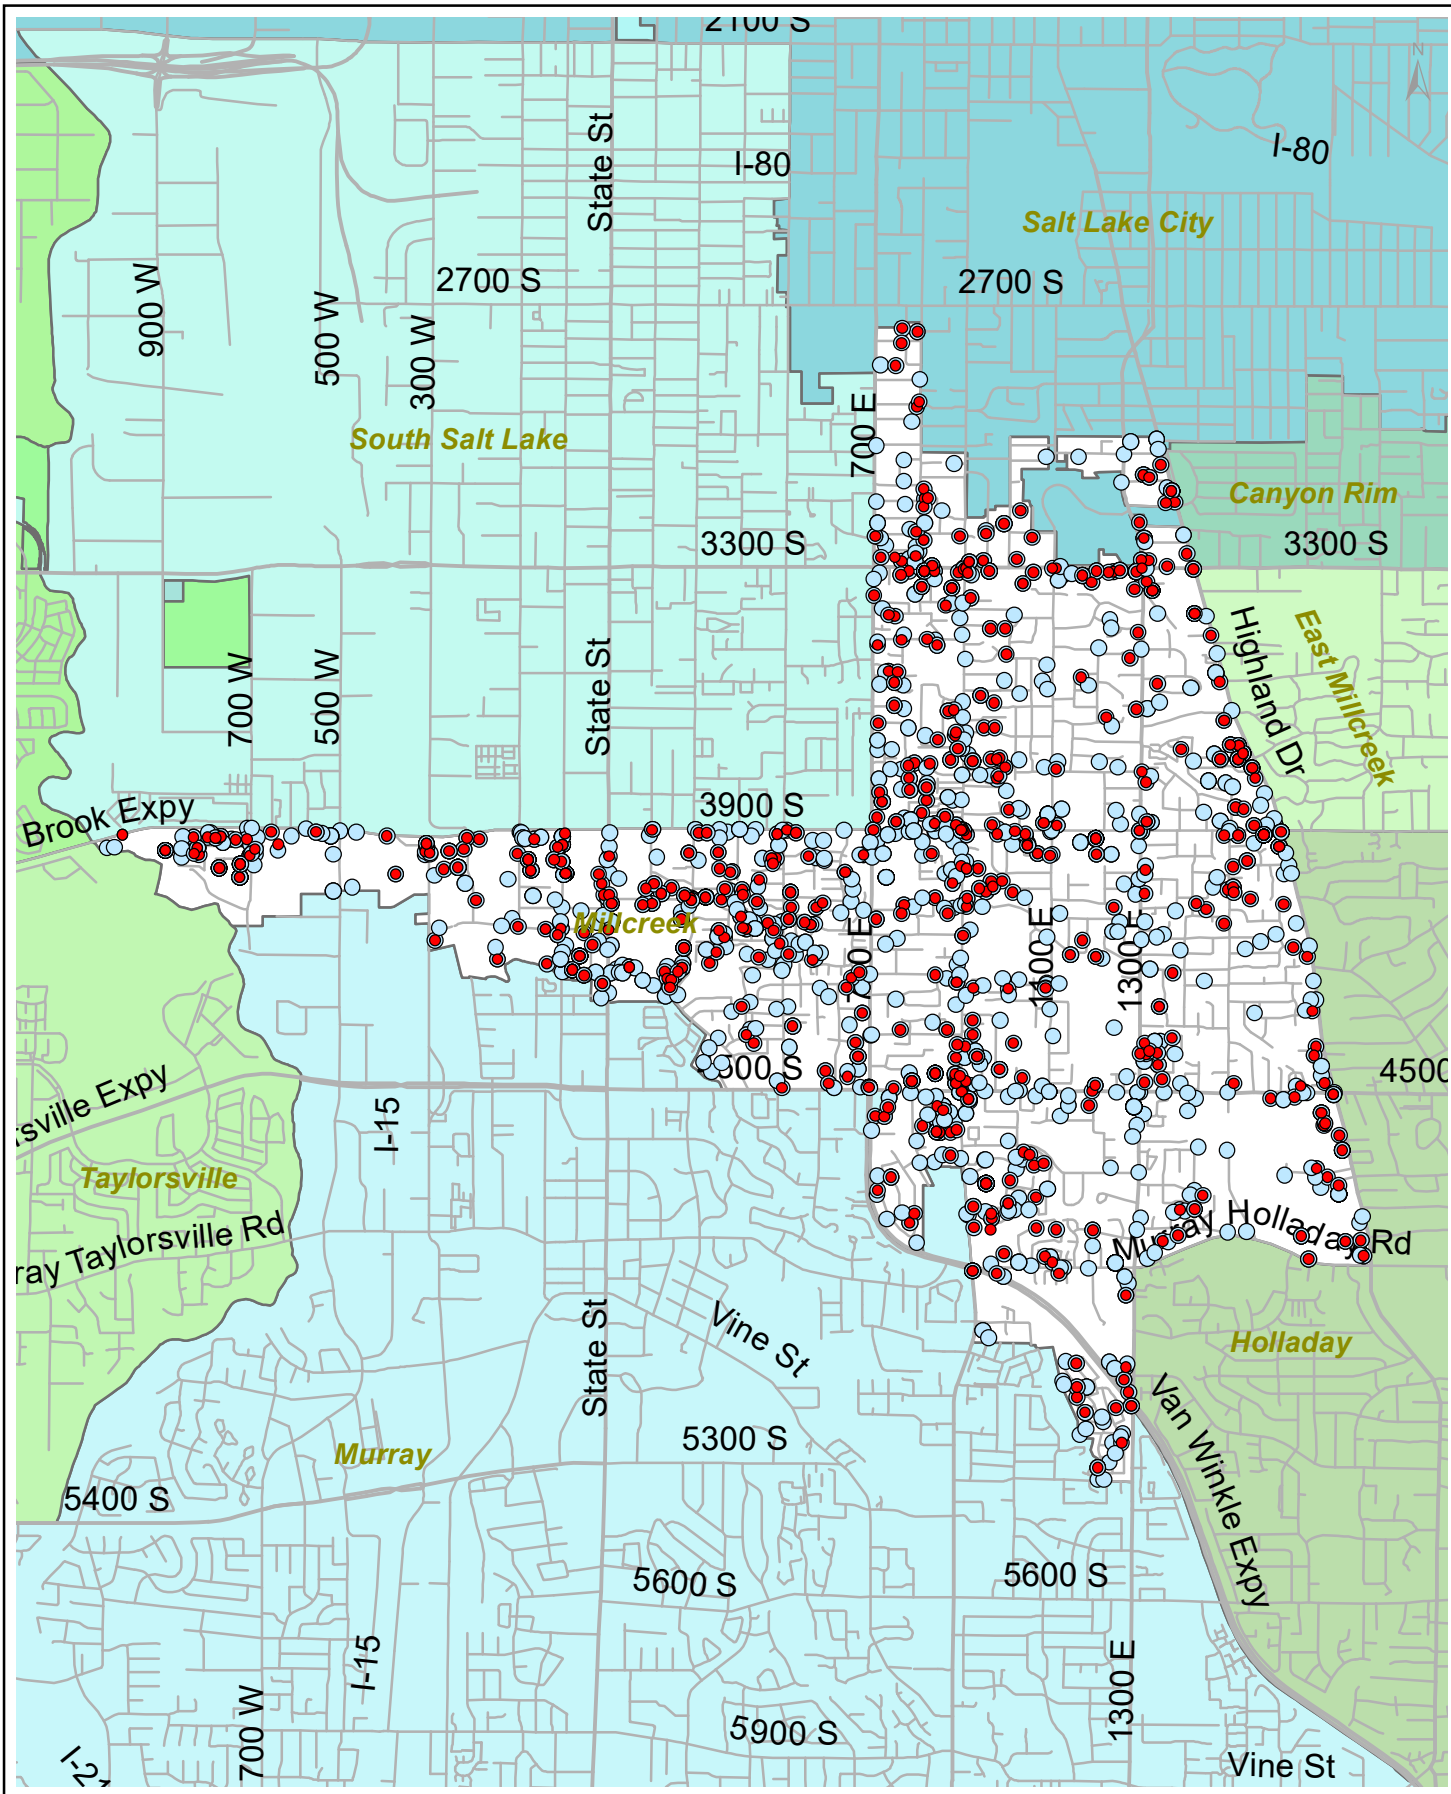 2100 S
N
State St
I-80
I-80
Salt Lake City
2700 S
2700 S
900 W
500 W
300 W
700 E
South Salt Lake
Canyon Rim
3300 S
3300 S
Highland Dr
East Millcreek
700 W
500 W
State St
3900 S
Brook Expy
Millcreek
700 E
1100 E
1300 E
4500
rsville Expy
I-15
Taylorsville
ray Taylorsville Rd
Murray Holladay Rd
State St
Vine St
Holladay
Van Winkle Expy
Murray
5300 S
5400 S
5600 S
5600 S
I-15
1300 E
700 W
5900 S
I-21
Vine St